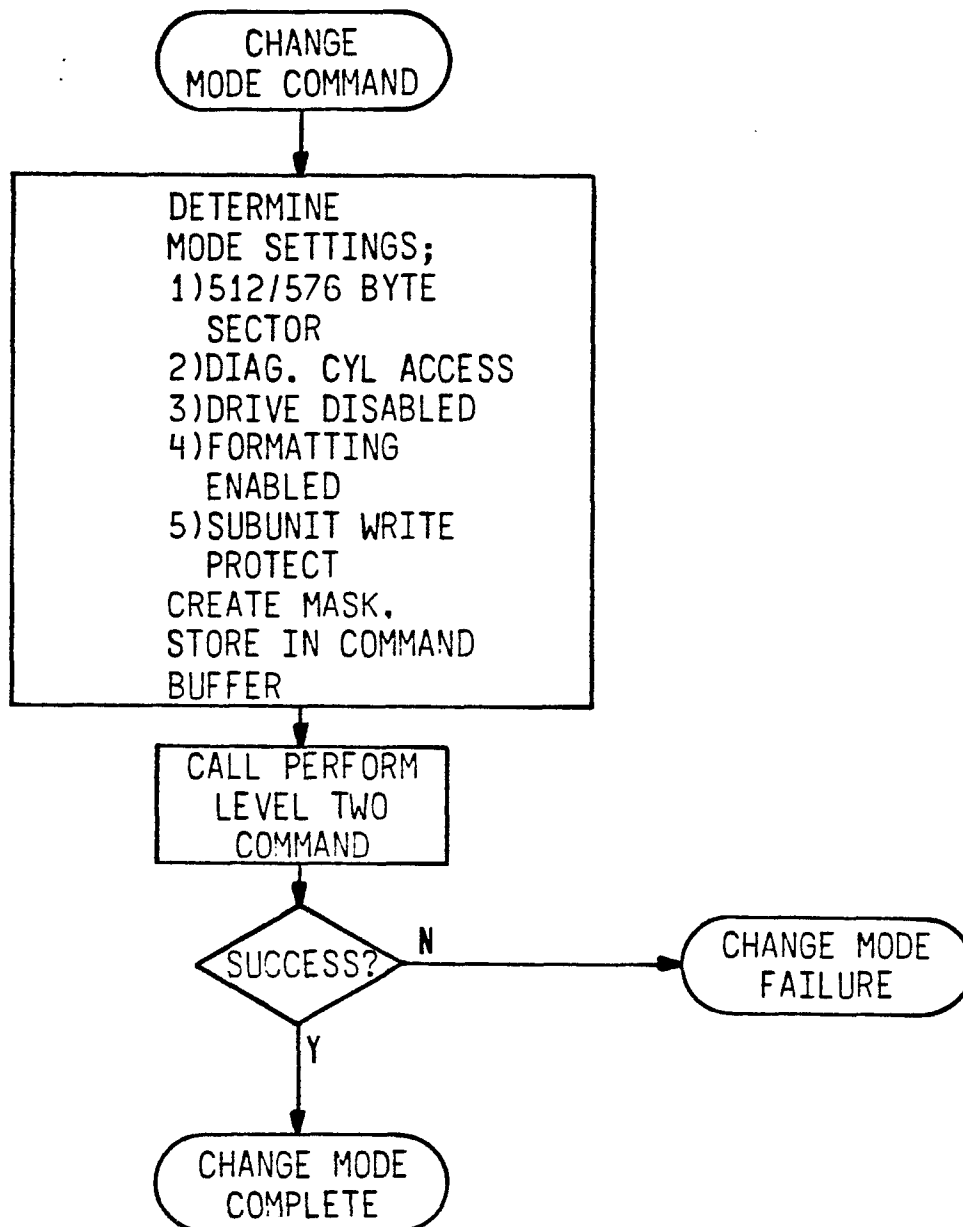 CHANGE
MODE COMMAND
DETERMINE
MODE SETTINGS;
1)512/576 BYTE
SECTOR
2)DIAG. CYL ACCESS
3)DRIVE DISABLED
4)FORMATTING
ENABLED
5)SUBUNIT WRITE
PROTECT
CREATE MASK.
STORE IN COMMAND
BUFFER
CALL PERFORM
LEVEL TWO
COMMAND
SUCCESS?
N
CHANGE MODE
FAILURE
Y
CHANGE MODE
COMPLETE